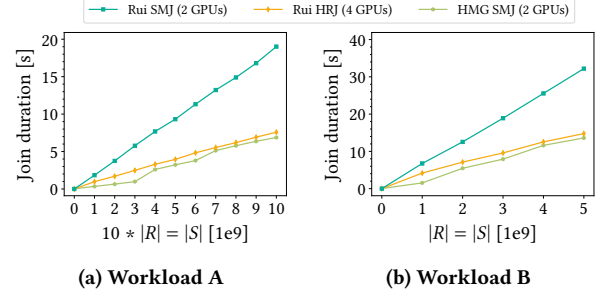 Rui SMJ (2 GPUs) Rui HRJ (4 GPUs) HMG SMJ (2 GPUs)
Join duration [s]
20
15
10
5
0
0 1 2 3 4 5 6 7 8 9 10
10 * |R| = |S| [1e9]
(a) Workload A
Join duration [s]
40
30
20
10
0
0 1 2 3 4 5
|R| = |S| [1e9]
(b) Workload B